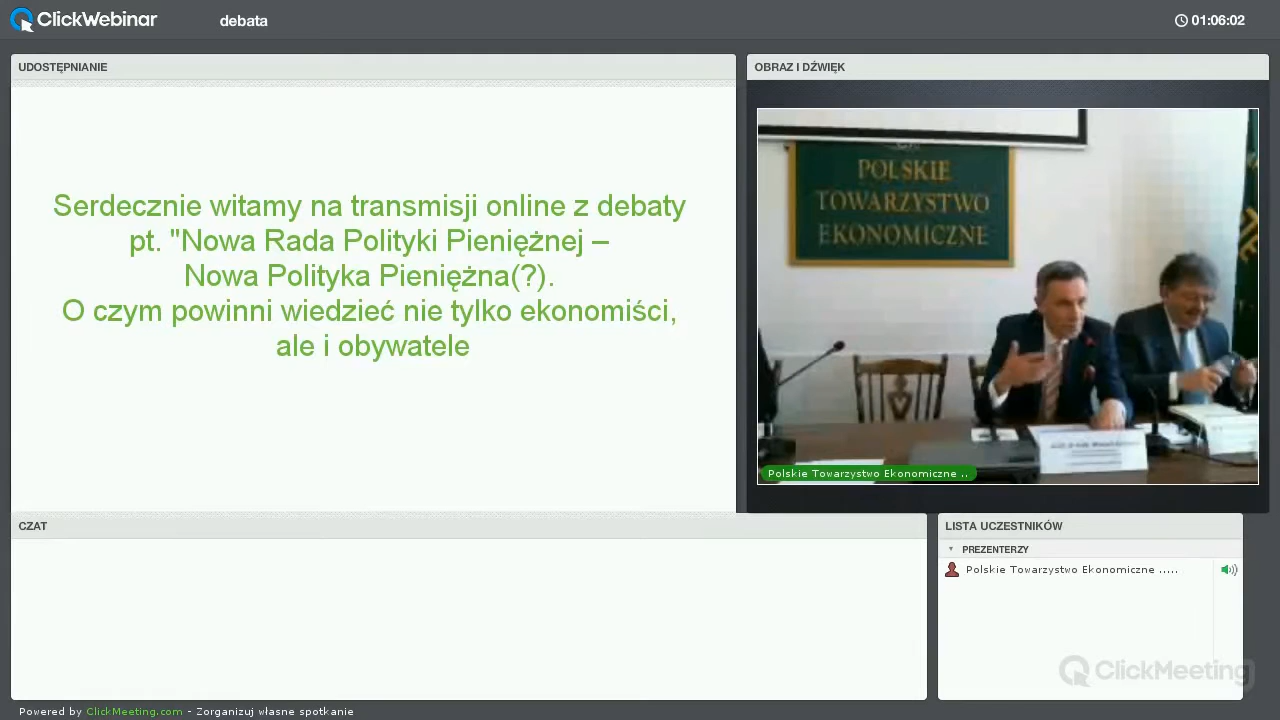 ClickWebinar
debata
01:06:02
UDOSTĘPNIANIE
Serdecznie witamy na transmisji online z debaty
pt. "Nowa Rada Polityki Pieniężnej –
Nowa Polityka Pieniężna(?).
O czym powinni wiedzieć nie tylko ekonomiści,
ale i obywatele
OBRAZ I DŹWIĘK
POLSKIE
TOWARZYSTWO
EKONOMICZNE
Polskie Towarzystwo Ekonomiczne ..
CZAT
LISTA UCZESTNIKÓW
PREZENTERZY
Polskie Towarzystwo Ekonomiczne .....
ClickMeeting
Powered by ClickMeeting.com - Zorganizuj własne spotkanie